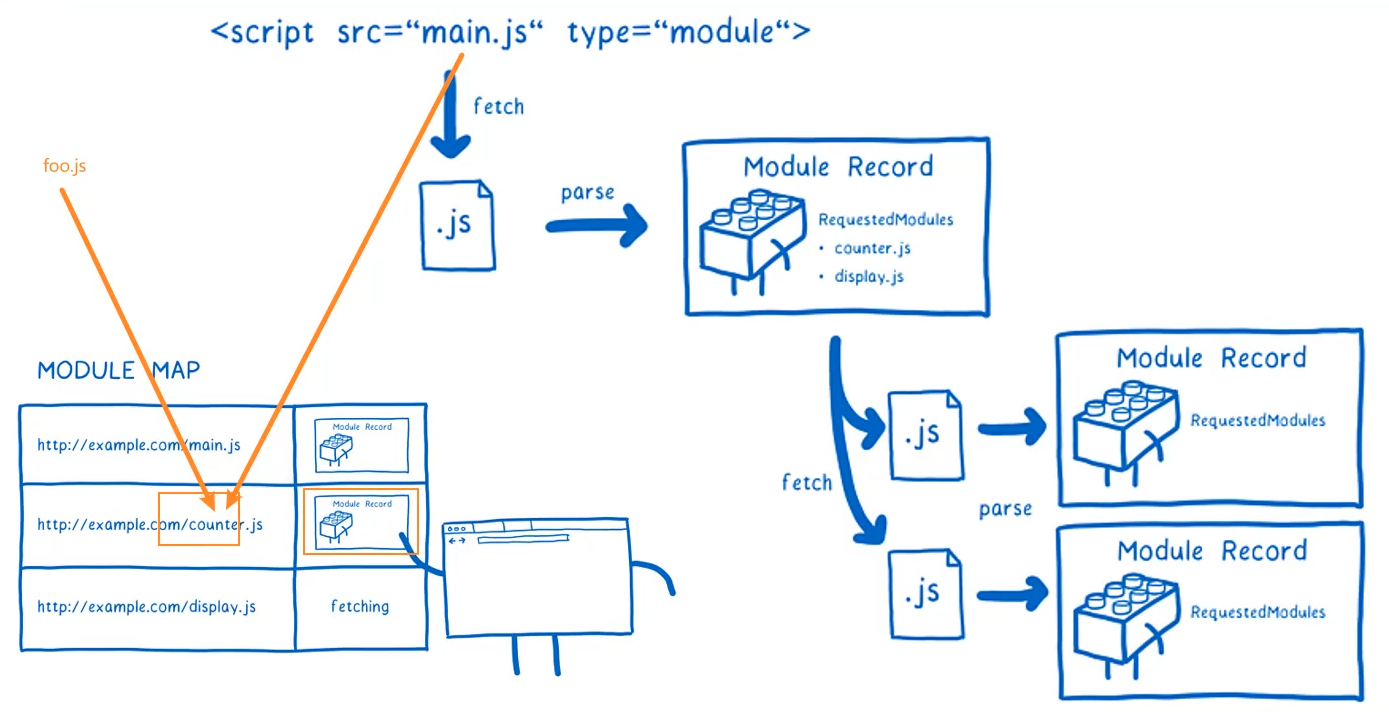 <script src=“main.js“ type=“module“>
fetch
foo.js
.js
parse
Module Record
RequestedModules
• counter.js
• display.js
MODULE MAP
http://example.com/main.js
Module Record
http://example.com/counter.js
Module Record
http://example.com/display.js
fetching
fetch
.js
.js
parse
Module Record
RequestedModules
Module Record
RequestedModules